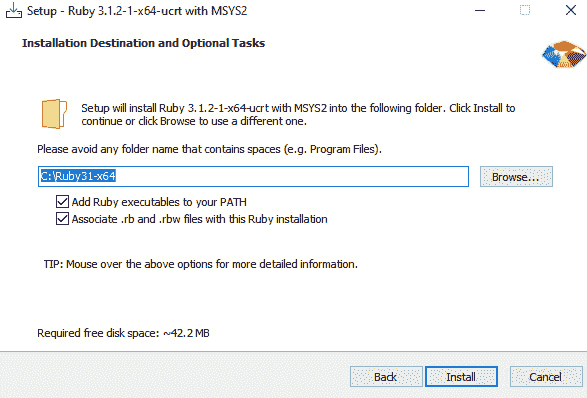 Setup - Ruby 3.1.2-1-x64-ucrt with MSYS2
Installation Destination and Optional Tasks
Setup will install Ruby 3.1.2-1-x64-ucrt with MSYS2 into the following folder. Click Install to
continue or click Browse to use a different one.
Please avoid any folder name that contains spaces (e.g. Program Files).
C:\Ruby31-x64
Browse...
Add Ruby executables to your PATH
Associate .rb and .rbw files with this Ruby installation
TIP: Mouse over the above options for more detailed information.
Required free disk space: ~42.2 MB
Back Install Cancel